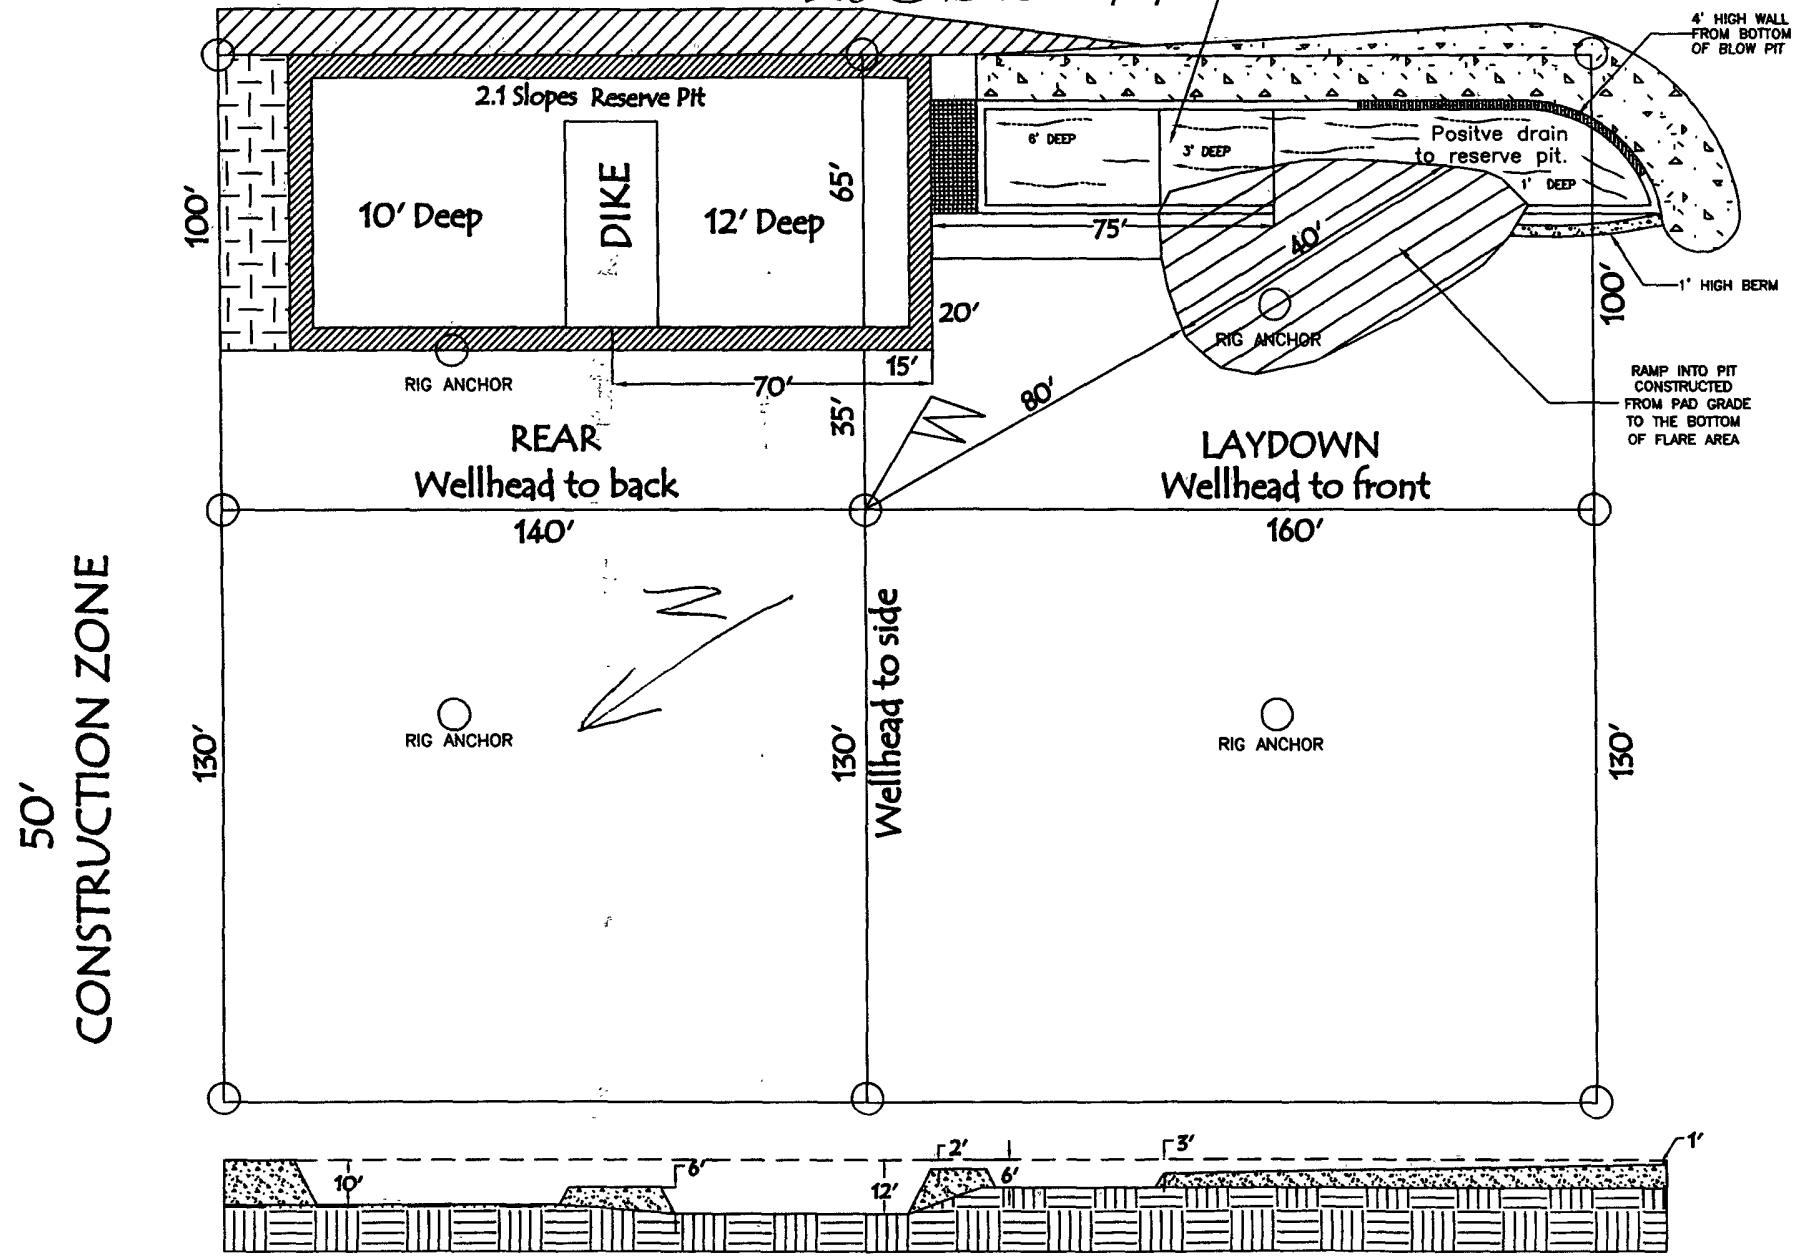 4' HIGH WALL
FROM BOTTOM
OF BLOW PIT
2.1 Slopes Reserve Pit
6' DEEP
3' DEEP
Positve drain
to reserve pit.
1' DEEP
100'
10' Deep
DIKE
12' Deep
65'
75'
40'
1' HIGH BERM
100'
20'
RIG ANCHOR
RIG ANCHOR
15'
70'
35'
80'
N
RAMP INTO PIT
CONSTRUCTED
FROM PAD GRADE
TO THE BOTTOM
OF FLARE AREA
REAR
Wellhead to back
LAYDOWN
Wellhead to front
140'
160'
50'
CONSTRUCTION ZONE
N
Wellhead to side
RIG ANCHOR
RIG ANCHOR
130'
130'
130'
10'
6'
12'
2'
6'
3'
1'